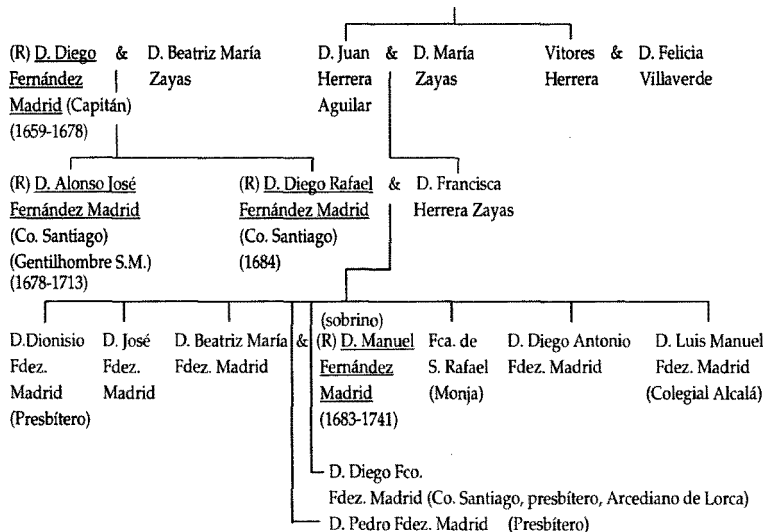 (R) D. Diego & D. Beatriz María D. Juan & D. María Vitores & D. Felicia
Fernández Zayas Herrera Zayas Herrera Villaverde
Madrid (Capitán) Aguilar
(1659-1678)
(R) D. Alonso José (R) D. Diego Rafael & D. Francisca
Fernández Madrid Fernández Madrid Herrera Zayas
(Co. Santiago) (Co. Santiago)
(Gentilhombre S.M.) (1684)
(1678-1713)
(sobrino)
D.Dionisio D. José D. Beatriz María & (R) D. Manuel Fca. de D. Diego Antonio D. Luis Manuel
Fdez. Fdez. Fdez. Madrid Fernández S. Rafael Fdez. Madrid Fdez. Madrid
Madrid Madrid Madrid (Monja) (Colegial Alcalá)
(Presbítero) (1683-1741)
D. Diego Fco.
Fdez. Madrid (Co. Santiago, presbítero, Arcediano de Lorca)
D. Pedro Fdez. Madrid (Presbítero)